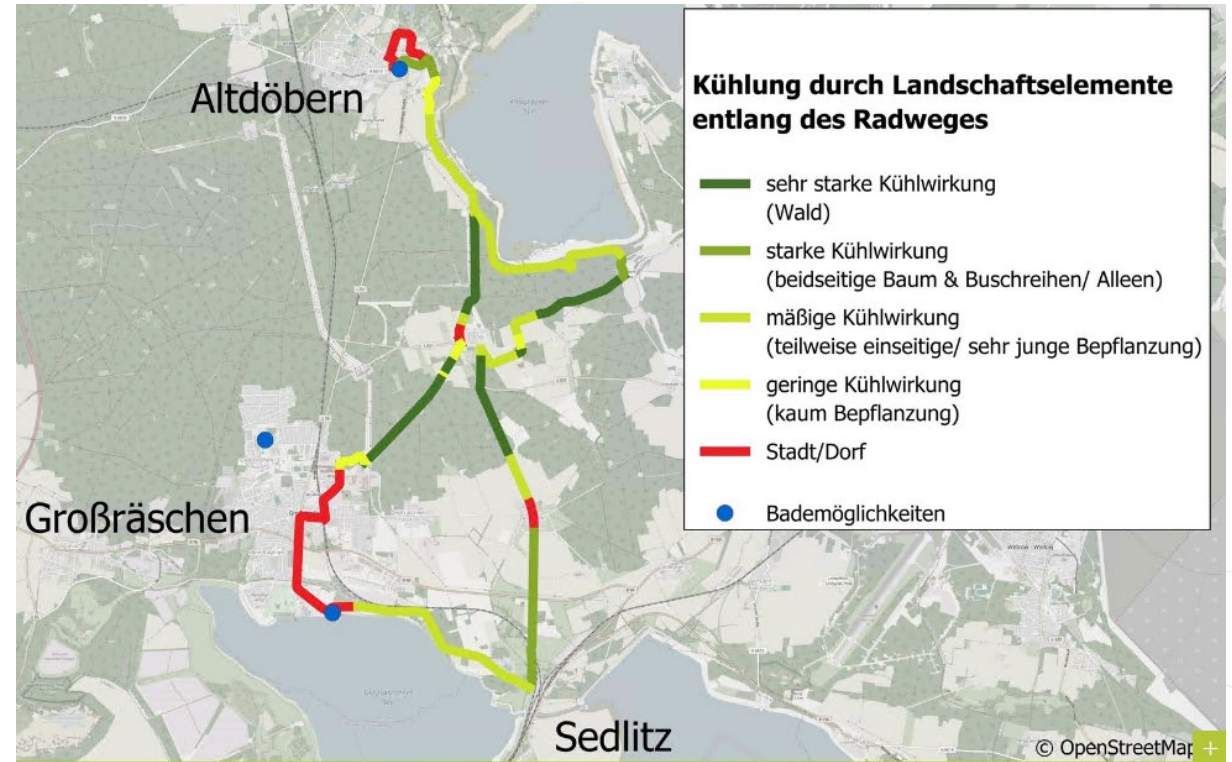 Altdöbern
Großräschen
Sedlitz
Kühlung durch Landschaftselemente
entlang des Radweges
sehr starke Kühlwirkung
(Wald)
starke Kühlwirkung
(beidseitige Baum & Buschreihen/ Alleen)
mäßige Kühlwirkung
(teilweise einseitige/ sehr junge Bepflanzung)
geringe Kühlwirkung
(kaum Bepflanzung)
Stadt/Dorf
Bademöglichkeiten
© OpenStreetMap
+